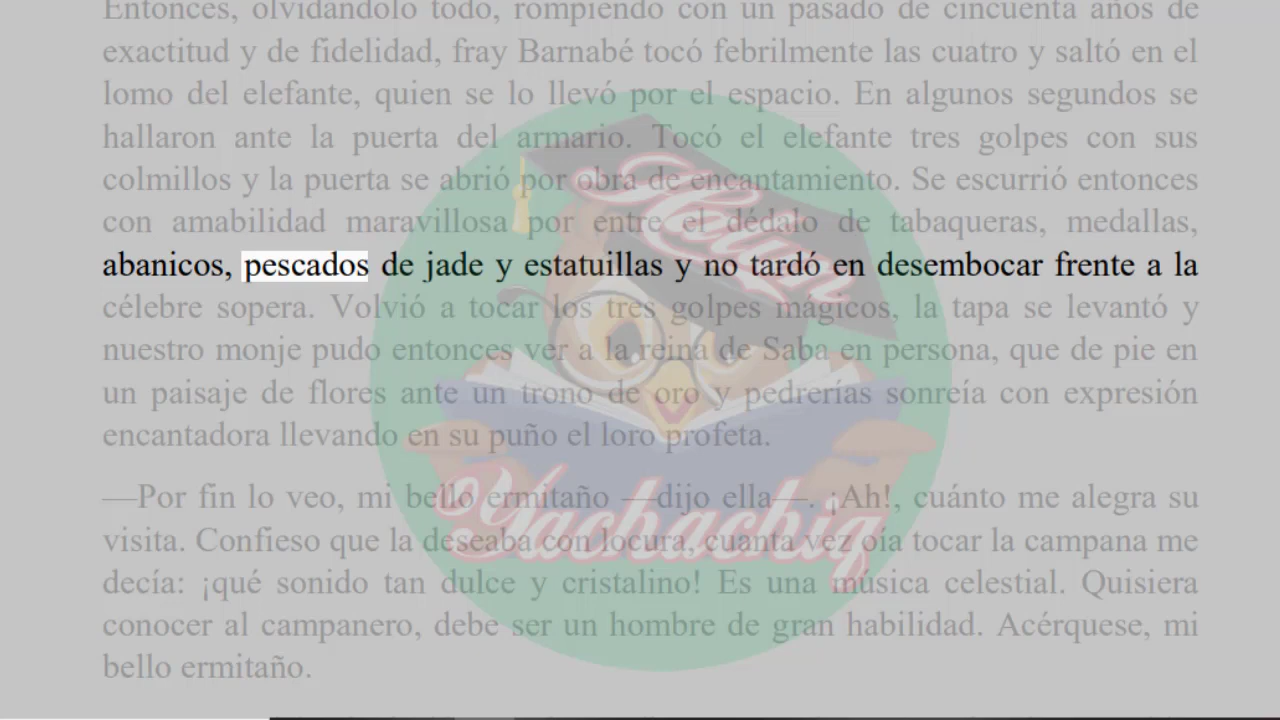 Entonces, olvidándolo todo, rompiendo con un pasado de cincuenta años de
exactitud y de fidelidad, fray Barnabé tocó febrilmente las cuatro y saltó en el
lomo del elefante, quien se lo llevó por el espacio. En algunos segundos se
hallaron ante la puerta del armario. Tocó el elefante tres golpes con sus
colmillos y la puerta se abrió por obra de encantamiento. Se escurrió entonces
con amabilidad maravillosa por entre el dédalo de tabaqueras, medallas,
abanicos, pescados de jade y estatuillas y no tardó en desembocar frente a la
célebre sopera. Volvió a tocar los tres golpes mágicos, la tapa se levantó y
nuestro monje pudo entonces ver a la reina de Saba en persona, que de pie en
un paisaje de flores ante un trono de oro y pedrerías sonreía con expresión
encantadora llevando en su puño el loro profeta.
—Por fin lo veo, mi bello ermitaño —dijo ella—. ¡Ah!, cuánto me alegra su
visita. Confieso que la deseaba con locura, cuanta vez oía tocar la campana me
decía: ¡qué sonido tan dulce y cristalino! Es una música celestial. Quisiera
conocer al campanero, debe ser un hombre de gran habilidad. Acérquese, mi
bello ermitaño.
Yachachiq